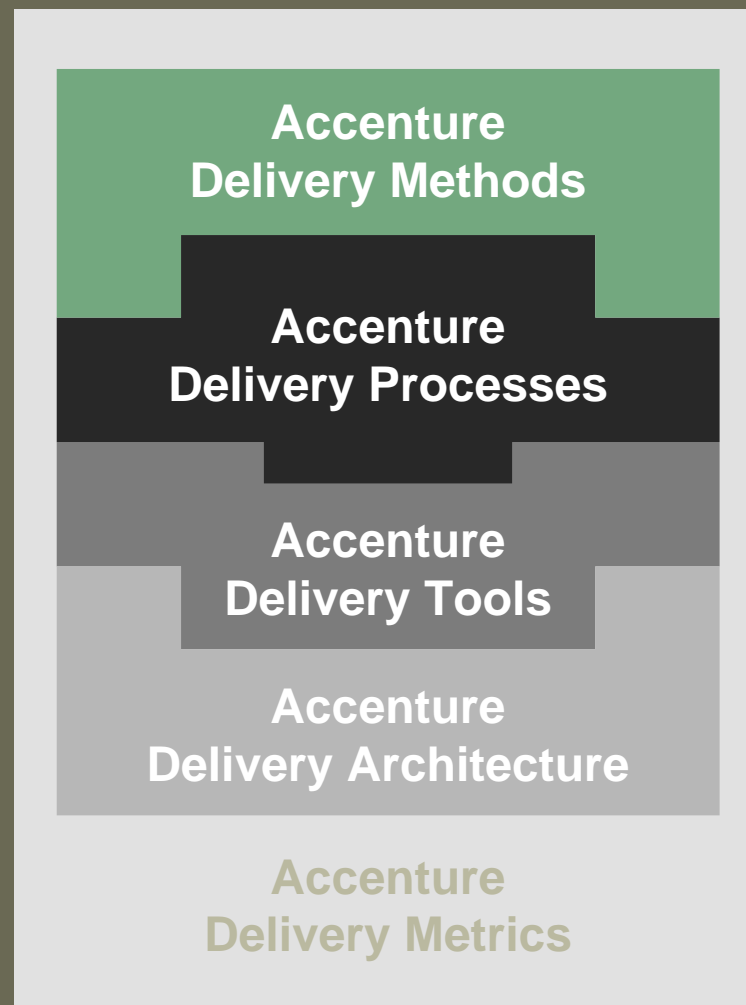 Accenture
Delivery Methods
Accenture
Delivery Processes
Accenture
Delivery Tools
Accenture
Delivery Architecture
Accenture
Delivery Metrics